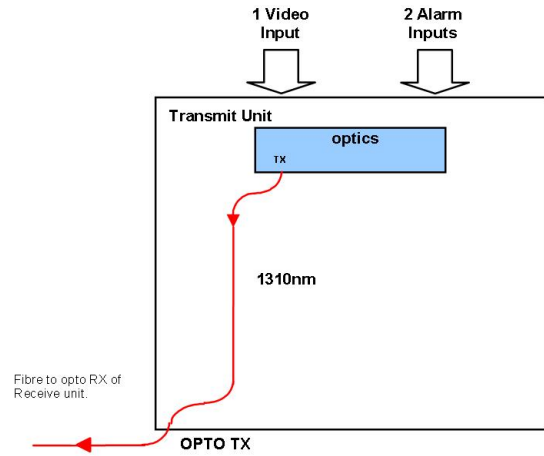 1 Video
Input
2 Alarm
Inputs
Transmit Unit
optics
TX
1310nm
Fibre to opto RX of
Receive unit.
OPTO TX